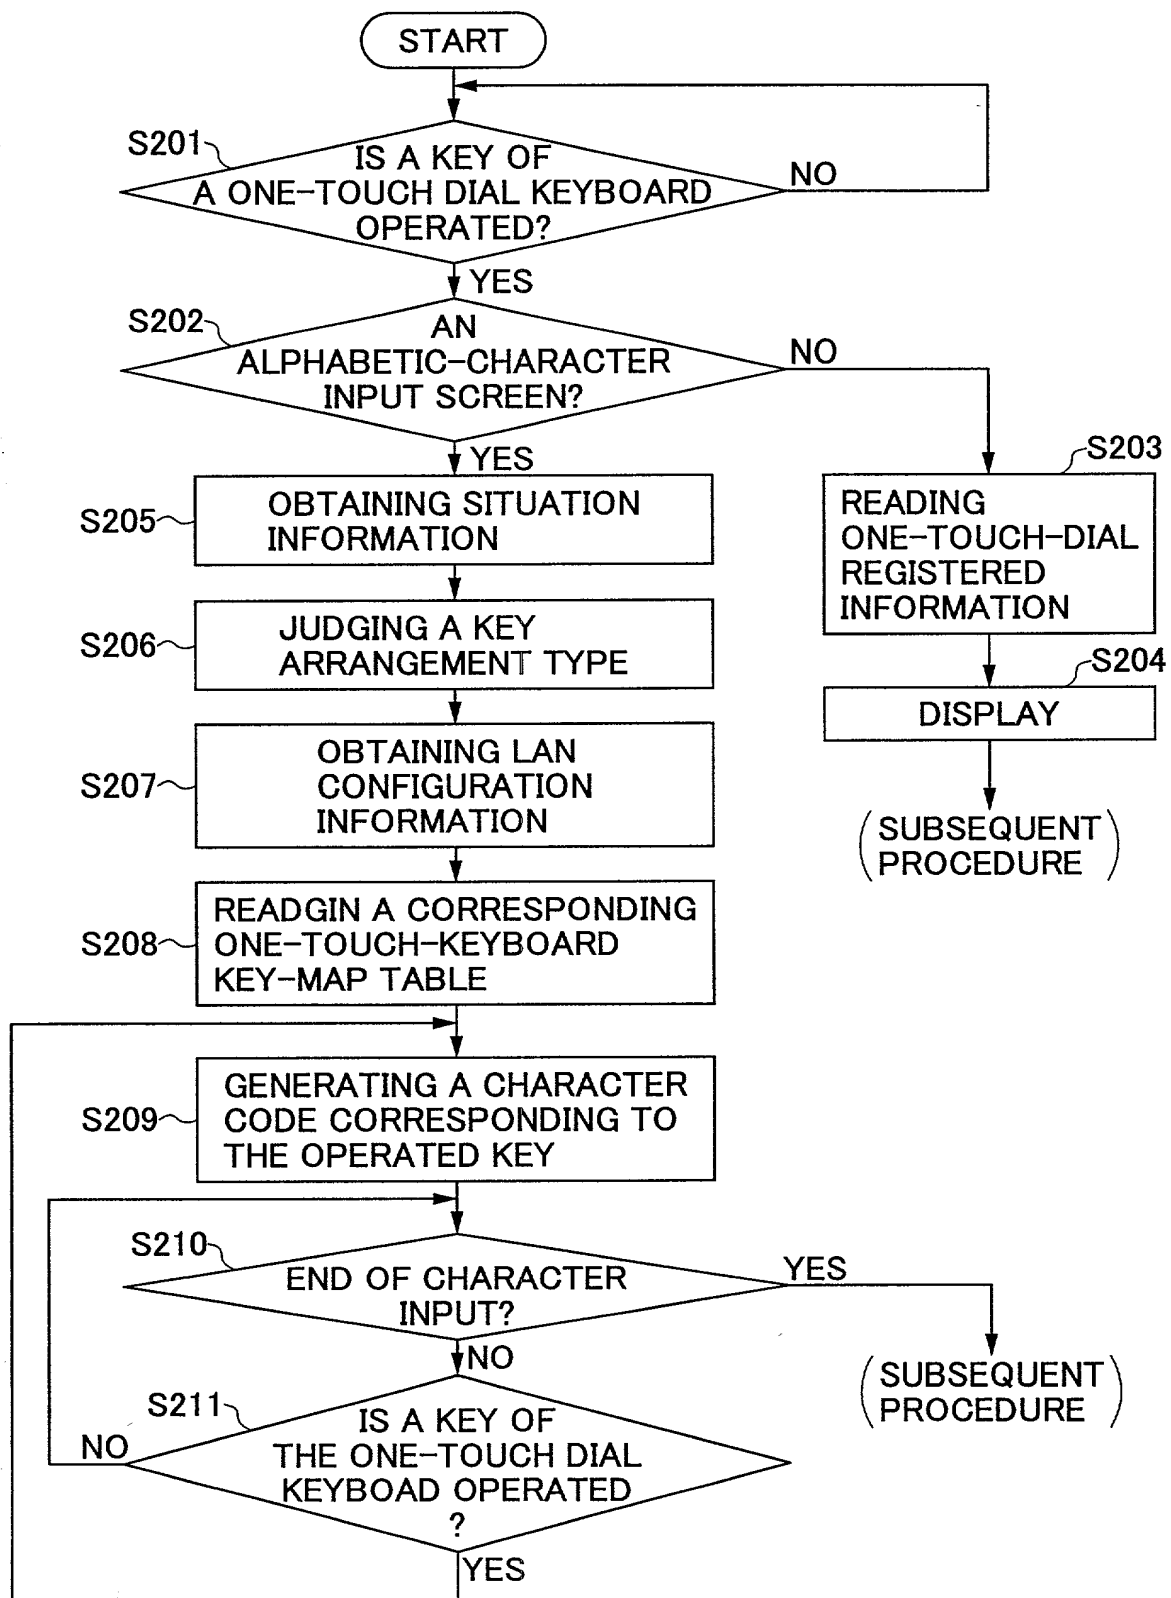 START
S201
IS A KEY OF
A ONE-TOUCH DIAL KEYBOARD
OPERATED?
NO
YES
S202
AN
ALPHABETIC-CHARACTER
INPUT SCREEN?
NO
YES
S203
READING
ONE-TOUCH-DIAL
REGISTERED
INFORMATION
S204
DISPLAY
(SUBSEQUENT
PROCEDURE)
S205
OBTAINING SITUATION
INFORMATION
S206
JUDGING A KEY
ARRANGEMENT TYPE
S207
OBTAINING LAN
CONFIGURATION
INFORMATION
S208
READGIN A CORRESPONDING
ONE-TOUCH-KEYBOARD
KEY-MAP TABLE
S209
GENERATING A CHARACTER
CODE CORRESPONDING TO
THE OPERATED KEY
S210
END OF CHARACTER
INPUT?
YES
(SUBSEQUENT
PROCEDURE)
NO
S211
IS A KEY OF
THE ONE-TOUCH DIAL
KEYBOAD OPERATED
?
NO
YES